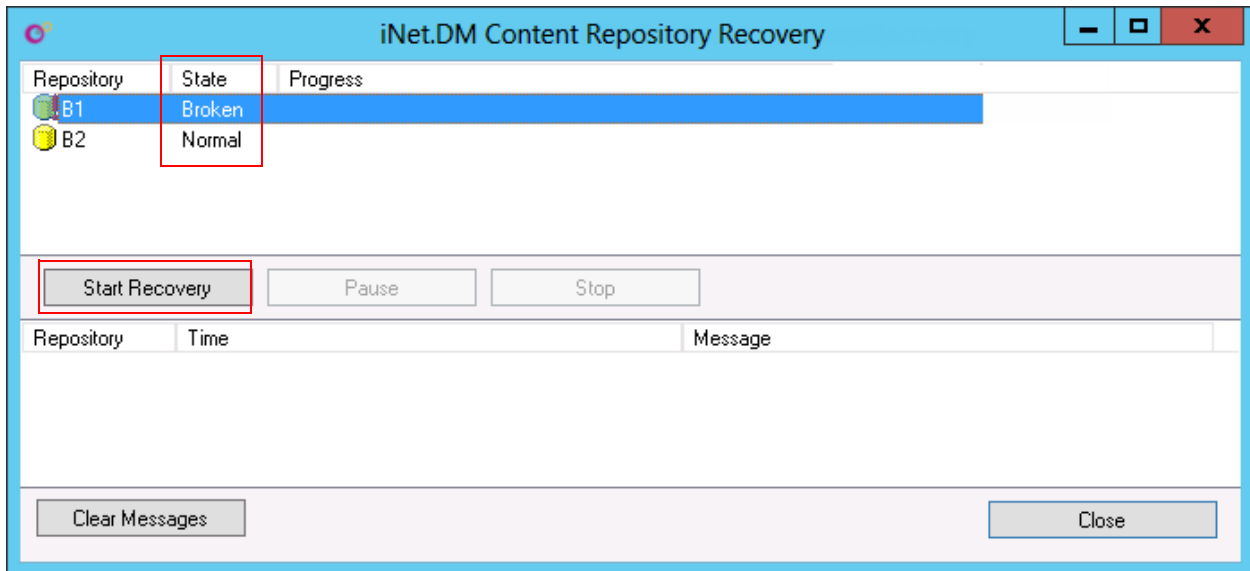 iNet.DM Content Repository Recovery
Repository State Progress
B1 Broken
B2 Normal
Start Recovery Pause Stop
Repository Time Message
Clear Messages Close